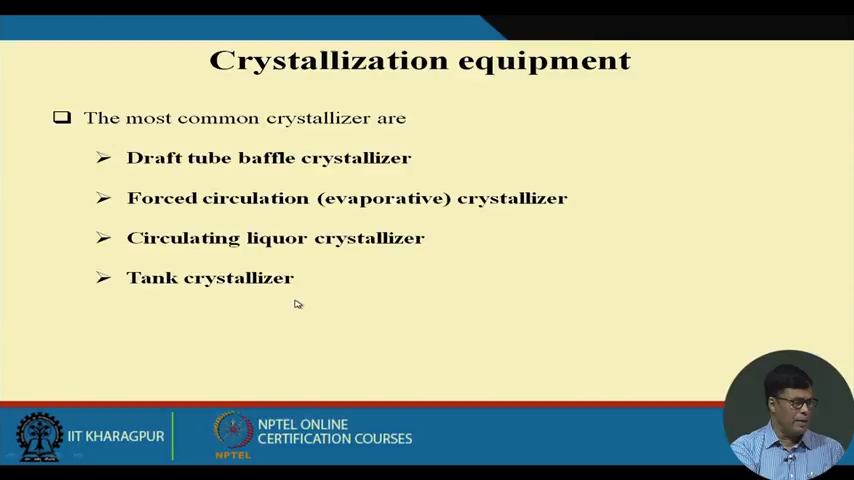 Crystallization equipment
The most common crystallizer are
Draft tube baffle crystallizer
Forced circulation (evaporative) crystallizer
Circulating liquor crystallizer
Tank crystallizer
IIT KHARAGPUR
NPTEL
NPTEL ONLINE
CERTIFICATION COURSES